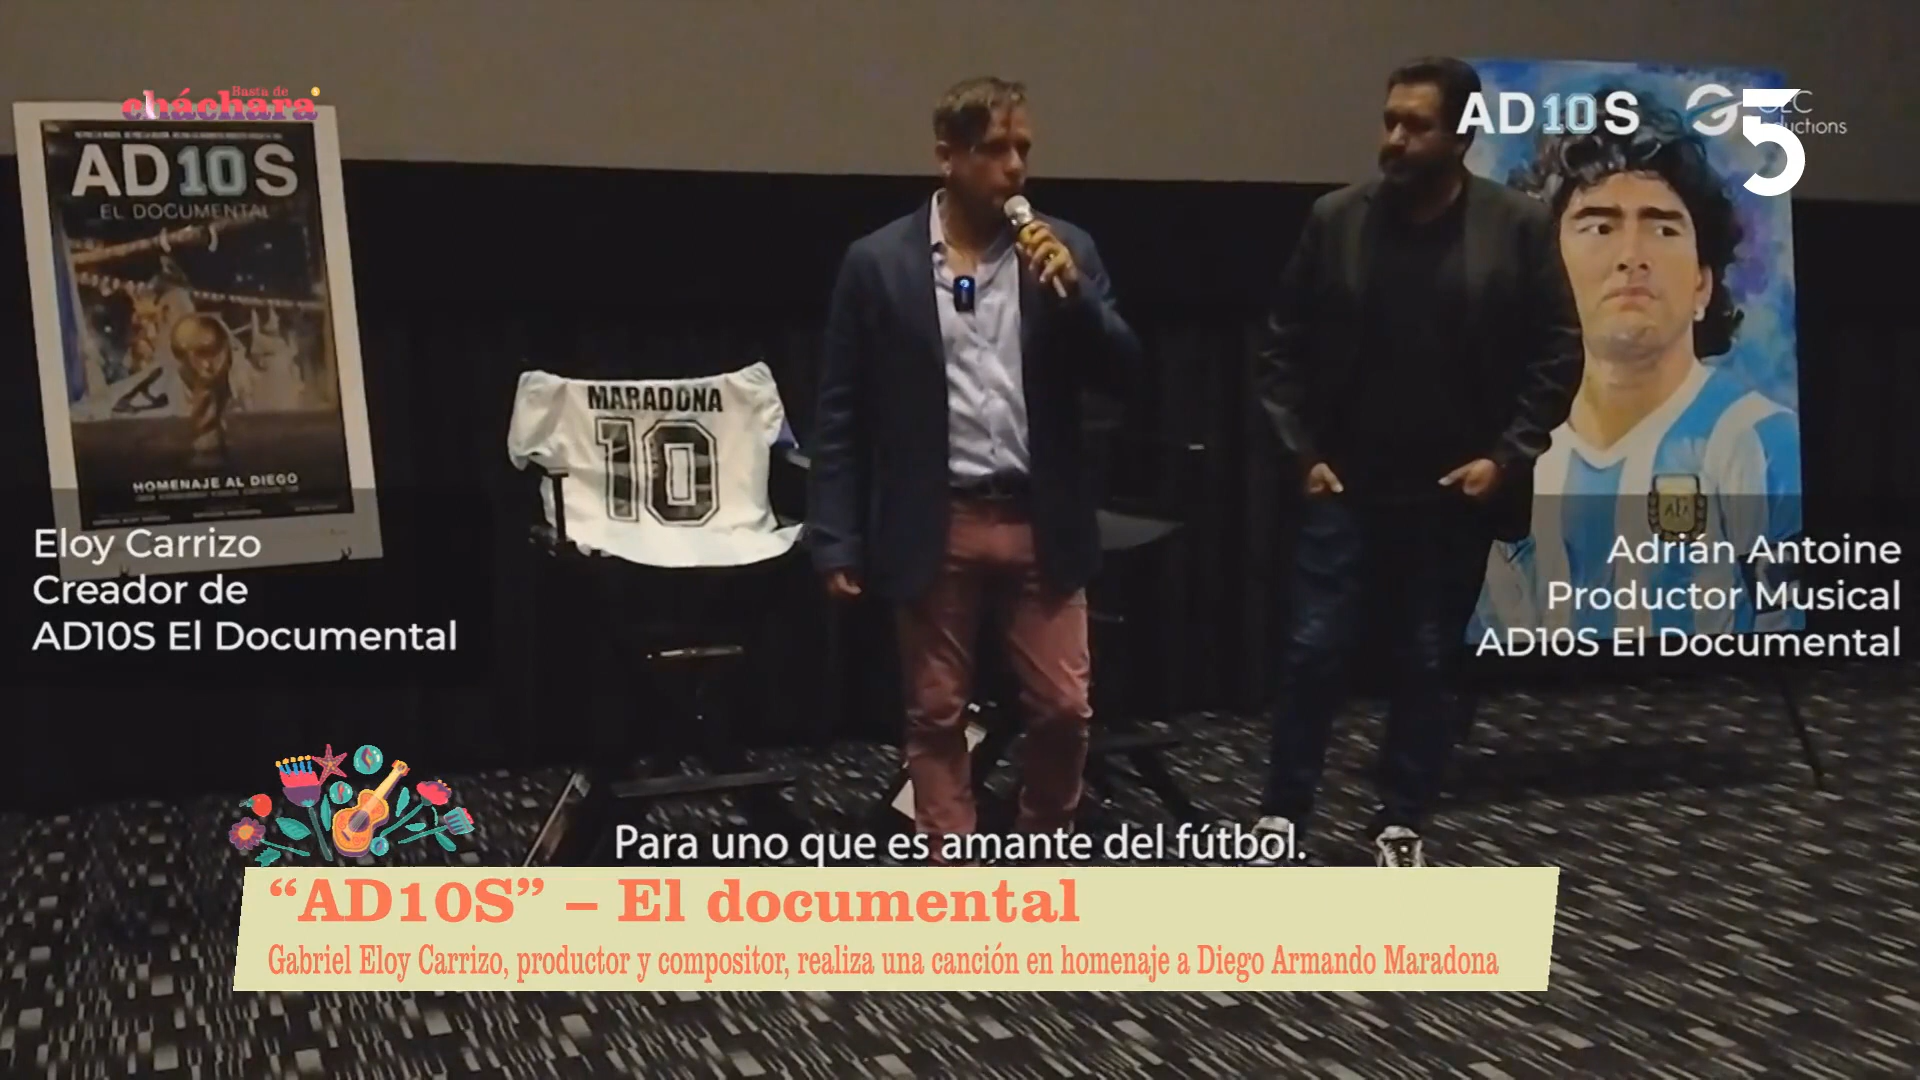 Basta de
cháchara
AD10S
EL DOCUMENTAL
HOMENAJE AL DIEGO
MARADONA
10
AD10S
5
AFA
Eloy Carrizo
Creador de
AD10S El Documental
Adrián Antoine
Productor Musical
AD10S El Documental
Para uno que es amante del fútbol.
“AD10S” – El documental
Gabriel Eloy Carrizo, productor y compositor, realiza una canción en homenaje a Diego Armando Maradona